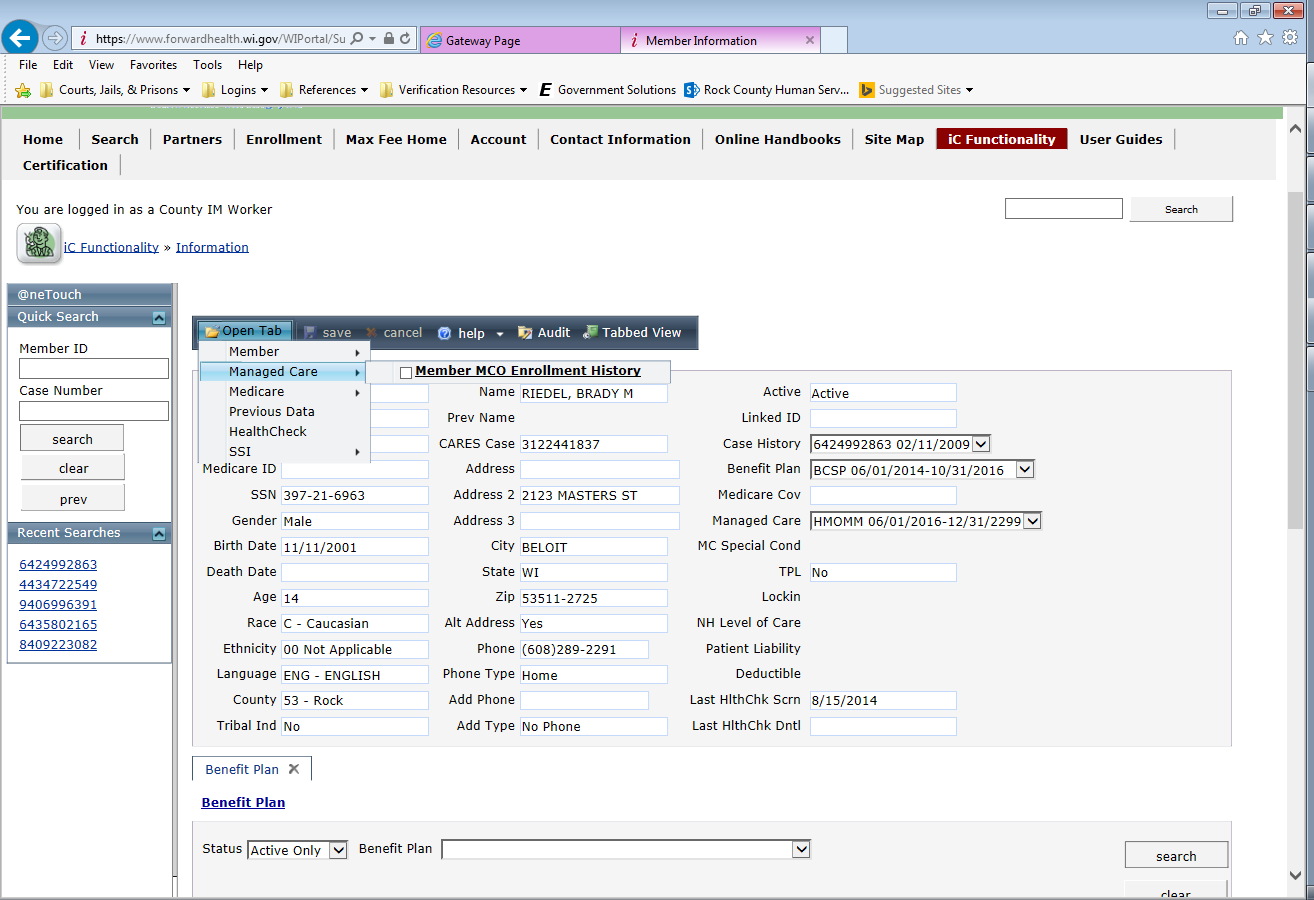 https://www.forwardhealth.wi.gov/WIPortal/Su
Gateway Page
Member Information
File Edit View Favorites Tools Help
Courts, Jails, & Prisons Logins References Verification Resources Government Solutions Rock County Human Serv... Suggested Sites
Home Search Partners Enrollment Max Fee Home Account Contact Information Online Handbooks Site Map iC Functionality User Guides
Certification
You are logged in as a County IM Worker
Search
iC Functionality » Information
@neTouch
Quick Search
Member ID
Case Number
search
clear
prev
Recent Searches
6424992863
4434722549
9406996391
6435802165
8409223082
Open Tab save cancel help Audit Tabbed View
Member
Managed Care
Member MCO Enrollment History
Medicare
Previous Data
HealthCheck
SSI
Name RIEDEL, BRADY M Active Active
Prev Name Linked ID
CARES Case 3122441837 Case History 6424992863 02/11/2009
Medicare ID Address Benefit Plan BCSP 06/01/2014-10/31/2016
SSN 397-21-6963 Address 2 2123 MASTERS ST Medicare Cov
Gender Male Address 3 Managed Care HMOMM 06/01/2016-12/31/2299
Birth Date 11/11/2001 City BELOIT MC Special Cond
Death Date State WI TPL No
Age 14 Zip 53511-2725 Lockin
Race C - Caucasian Alt Address Yes NH Level of Care
Ethnicity 00 Not Applicable Phone (608)289-2291 Patient Liability
Language ENG - ENGLISH Phone Type Home Deductible
County 53 - Rock Add Phone Last HlthChk Scrn 8/15/2014
Tribal Ind No Add Type No Phone Last HlthChk Dntl
Benefit Plan
Benefit Plan
Status Active Only Benefit Plan
search
clear